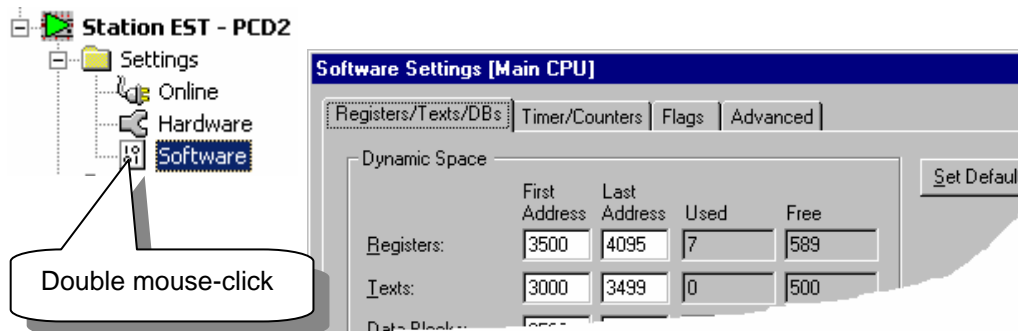 Station EST - PCD2
Settings
Online
Hardware
Software
Double mouse-click
Software Settings [Main CPU]
Registers/Texts/DBs Timer/Counters Flags Advanced
Dynamic Space
Set Defaul
First Last
Address Address Used Free
Registers: 3500 4095 7 589
Texts: 3000 3499 0 500
Data